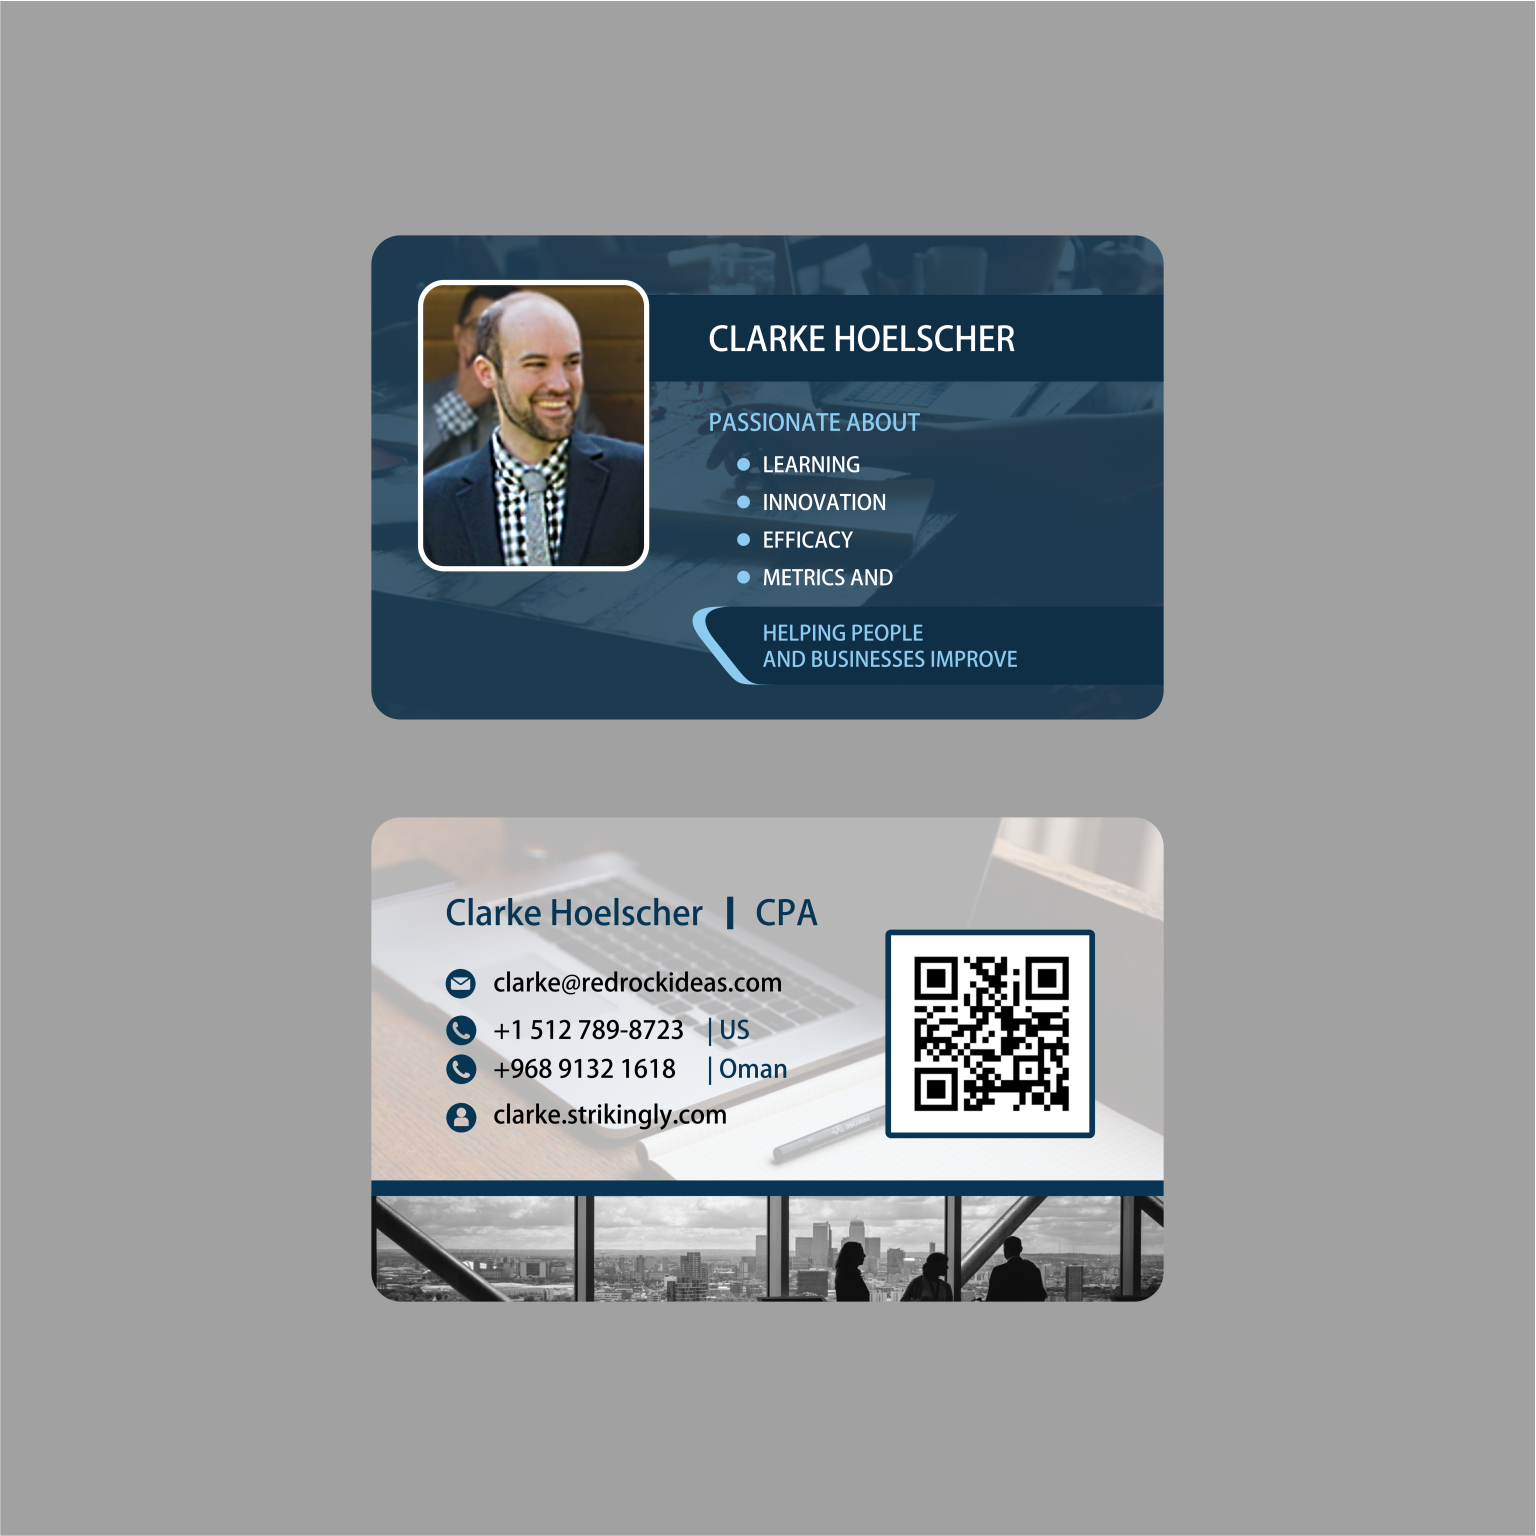 CLARKE HOELSCHER
PASSIONATE ABOUT
LEARNING
INNOVATION
EFFICACY
METRICS AND
HELPING PEOPLE
AND BUSINESSES IMPROVE
Clarke Hoelscher | CPA
clarke@redrockideas.com
+1 512 789-8723 | US
+968 9132 1618 | Oman
clarke.strikingly.com